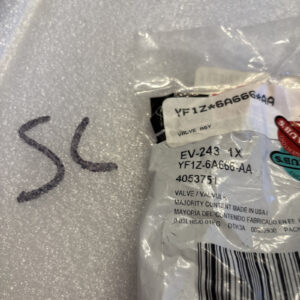 SC
YF1Z*6A666*AA
VALVE ASY
EV-243 1X
YF1Z-6A666-AA
4053751
VALVE / VALVULE
MAJORITY CONTENT MADE IN USA
MAYORIA DEL CONTENIDO FABRICADO EN